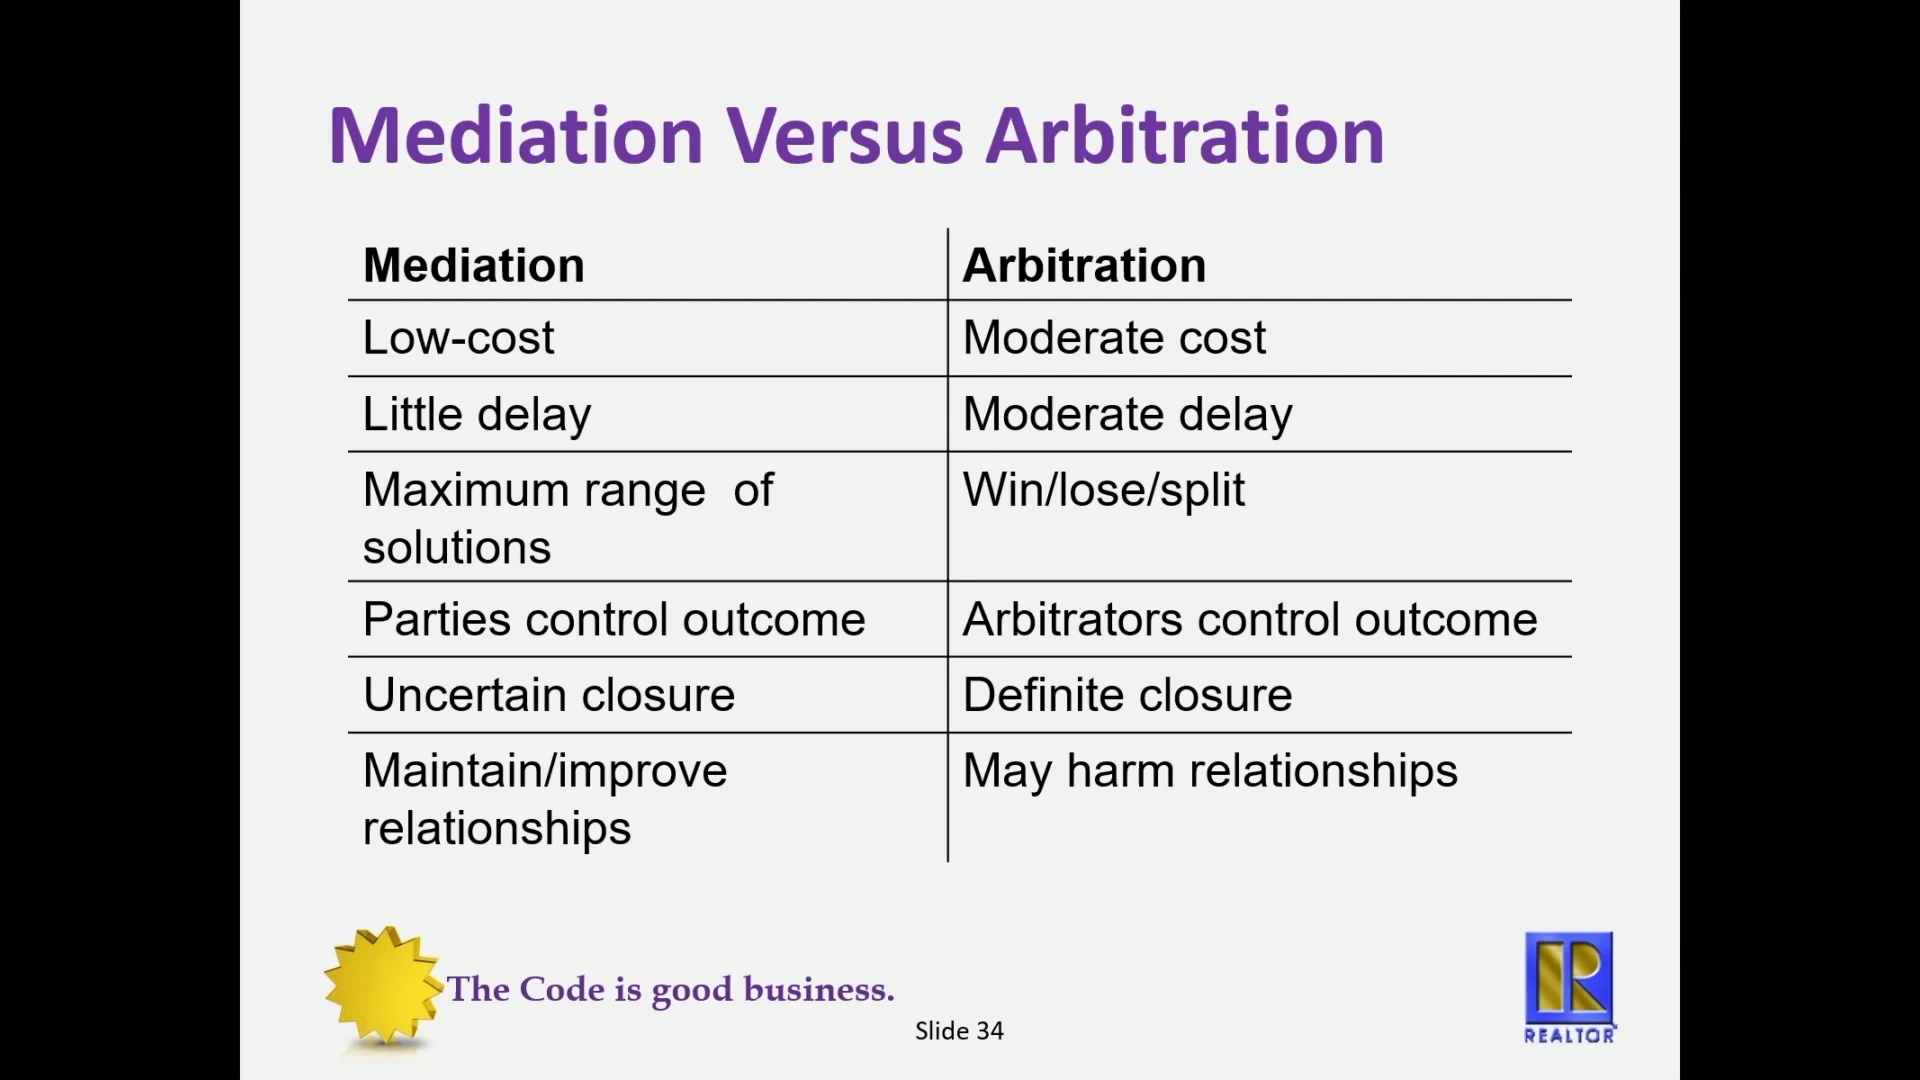 Mediation Versus Arbitration
Mediation
Arbitration
Low-cost
Moderate cost
Little delay
Moderate delay
Maximum range  of
solutions
Win/lose/split
Parties control outcome
Arbitrators control outcome
Uncertain closure
Definite closure
Maintain/improve
relationships
May harm relationships
The Code is good business.
Slide 34
R
REALTOR